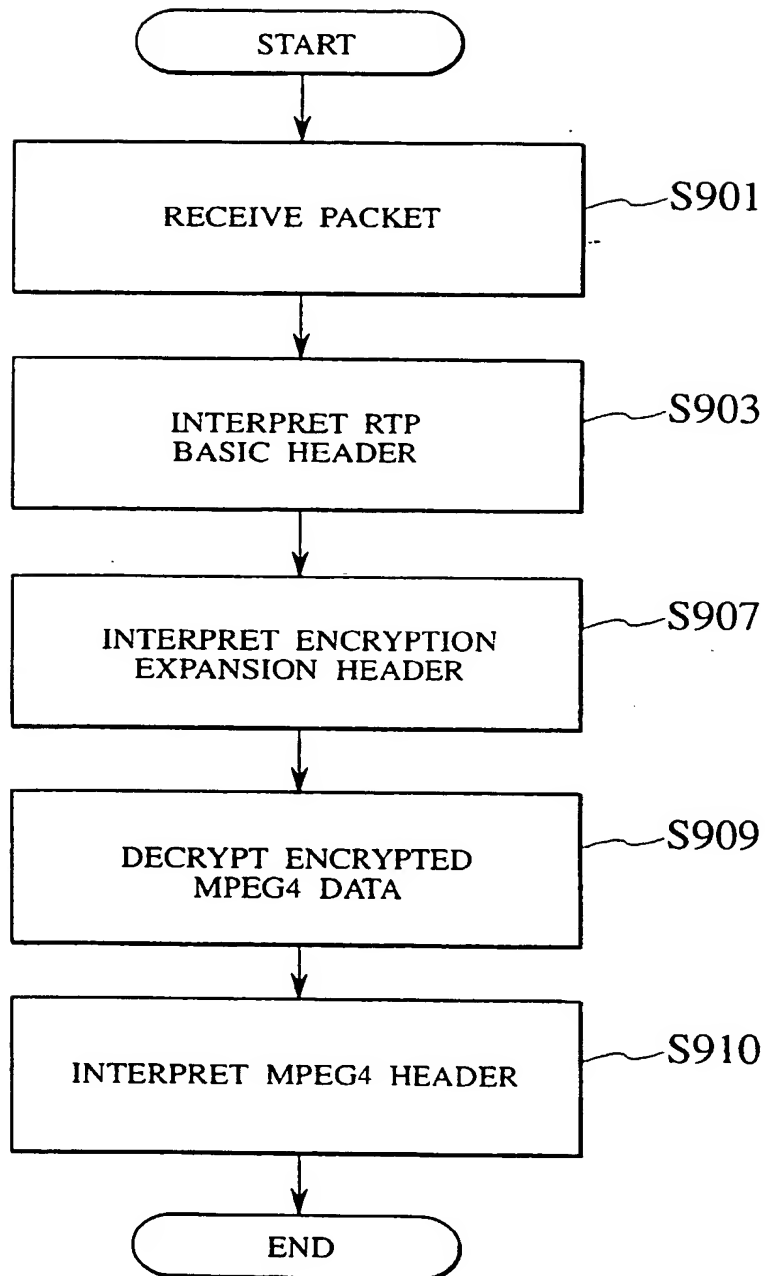 START
RECEIVE PACKET
S901
INTERPRET RTP
BASIC HEADER
S903
INTERPRET ENCRYPTION
EXPANSION HEADER
S907
DECRYPT ENCRYPTED
MPEG4 DATA
S909
INTERPRET MPEG4 HEADER
S910
END